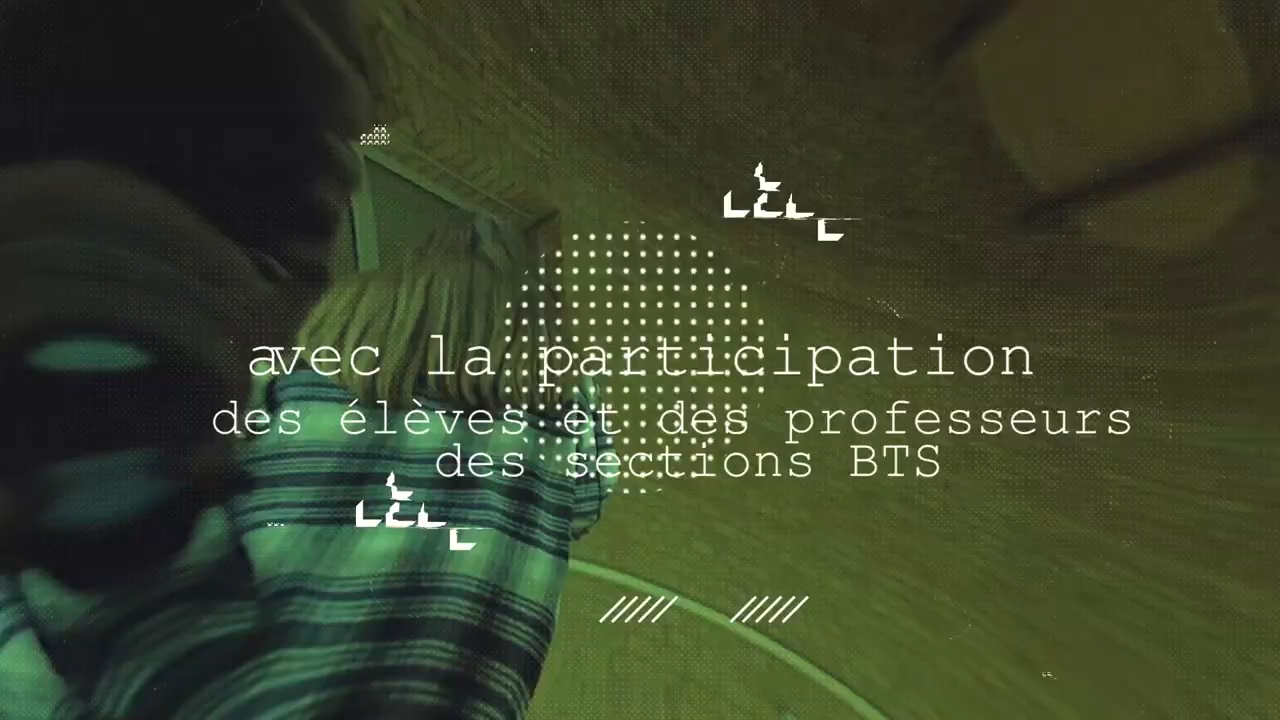 avec la participation
des élèves et des professeurs
des sections BTS